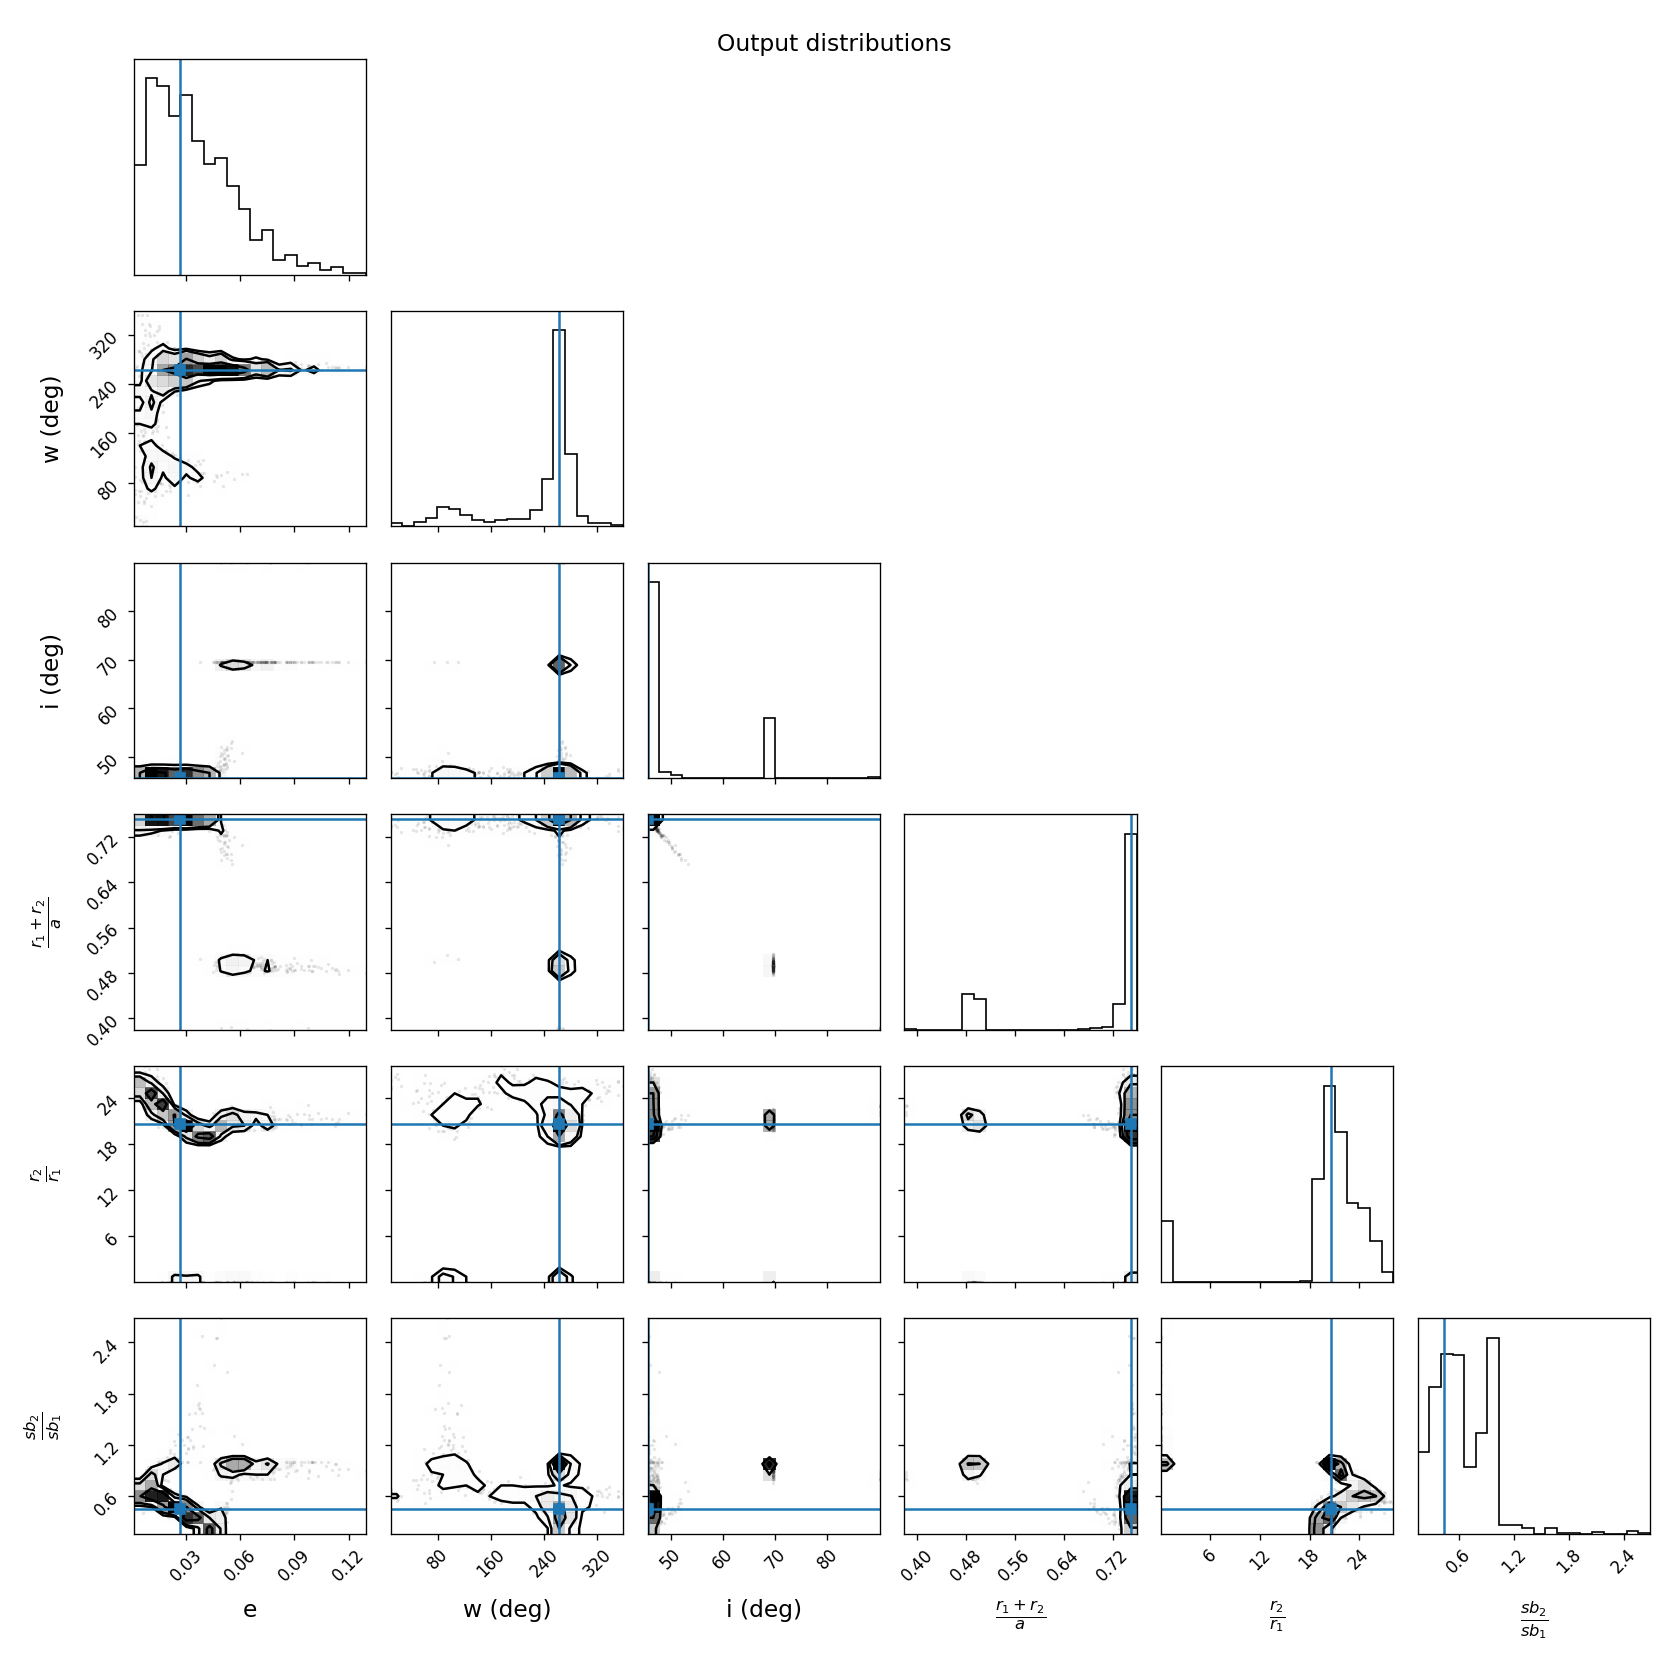 Output distributions
w (deg)
320
240
160
80
i (deg)
80
70
60
50
r₁ + r₂ / a
0.72
0.64
0.56
0.48
0.40
r₂ / r₁
24
18
12
6
sb₂ / sb₁
2.4
1.8
1.2
0.6
0.03 0.06 0.09 0.12
80 160 240 320
50 60 70 80
0.40 0.48 0.56 0.64 0.72
6 12 18 24
0.6 1.2 1.8 2.4
e
w (deg)
i (deg)
r₁ + r₂ / a
r₂ / r₁
sb₂ / sb₁